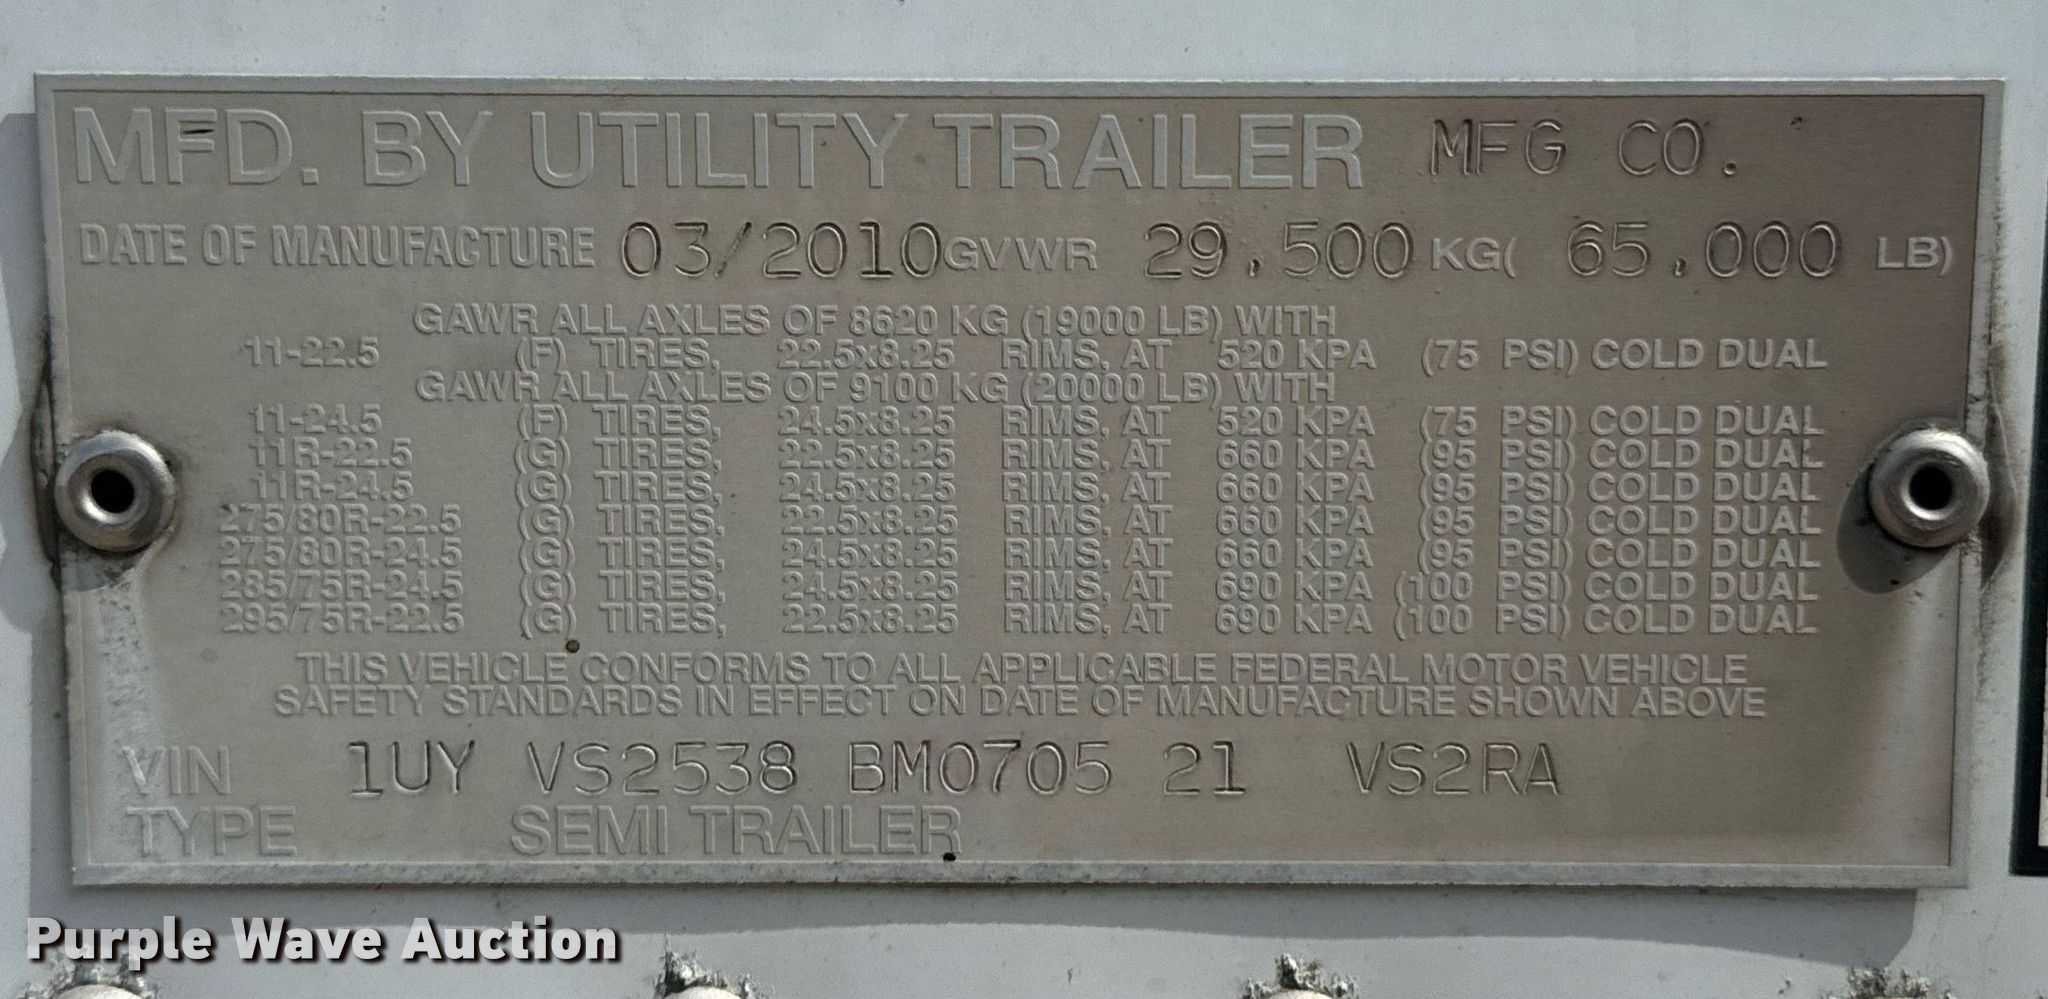 MFD. BY UTILITY TRAILER MFG CO.
DATE OF MANUFACTURE 03/2010 GVWR 29,500 KG( 65,000 LB)
GAWR ALL AXLES OF 8620 KG (19000 LB) WITH
11-22.5 (F) TIRES, 22.5x8.25 RIMS, AT 520 KPA (75 PSI) COLD DUAL
GAWR ALL AXLES OF 9100 KG (20000 LB) WITH
11-24.5 (F) TIRES, 24.5x8.25 RIMS, AT 520 KPA (75 PSI) COLD DUAL
11R-22.5 (G) TIRES, 22.5x8.25 RIMS, AT 660 KPA (95 PSI) COLD DUAL
11R-24.5 (G) TIRES, 24.5x8.25 RIMS, AT 660 KPA (95 PSI) COLD DUAL
275/80R-22.5 (G) TIRES, 22.5x8.25 RIMS, AT 660 KPA (95 PSI) COLD DUAL
275/80R-24.5 (G) TIRES, 24.5x8.25 RIMS, AT 660 KPA (95 PSI) COLD DUAL
285/75R-24.5 (G) TIRES, 24.5x8.25 RIMS, AT 690 KPA (100 PSI) COLD DUAL
295/75R-22.5 (G) TIRES, 22.5x8.25 RIMS, AT 690 KPA (100 PSI) COLD DUAL
THIS VEHICLE CONFORMS TO ALL APPLICABLE FEDERAL MOTOR VEHICLE
SAFETY STANDARDS IN EFFECT ON DATE OF MANUFACTURE SHOWN ABOVE
VIN 1UY VS2538 BM0705 21 VS2RA
TYPE SEMI TRAILER
Purple Wave Auction